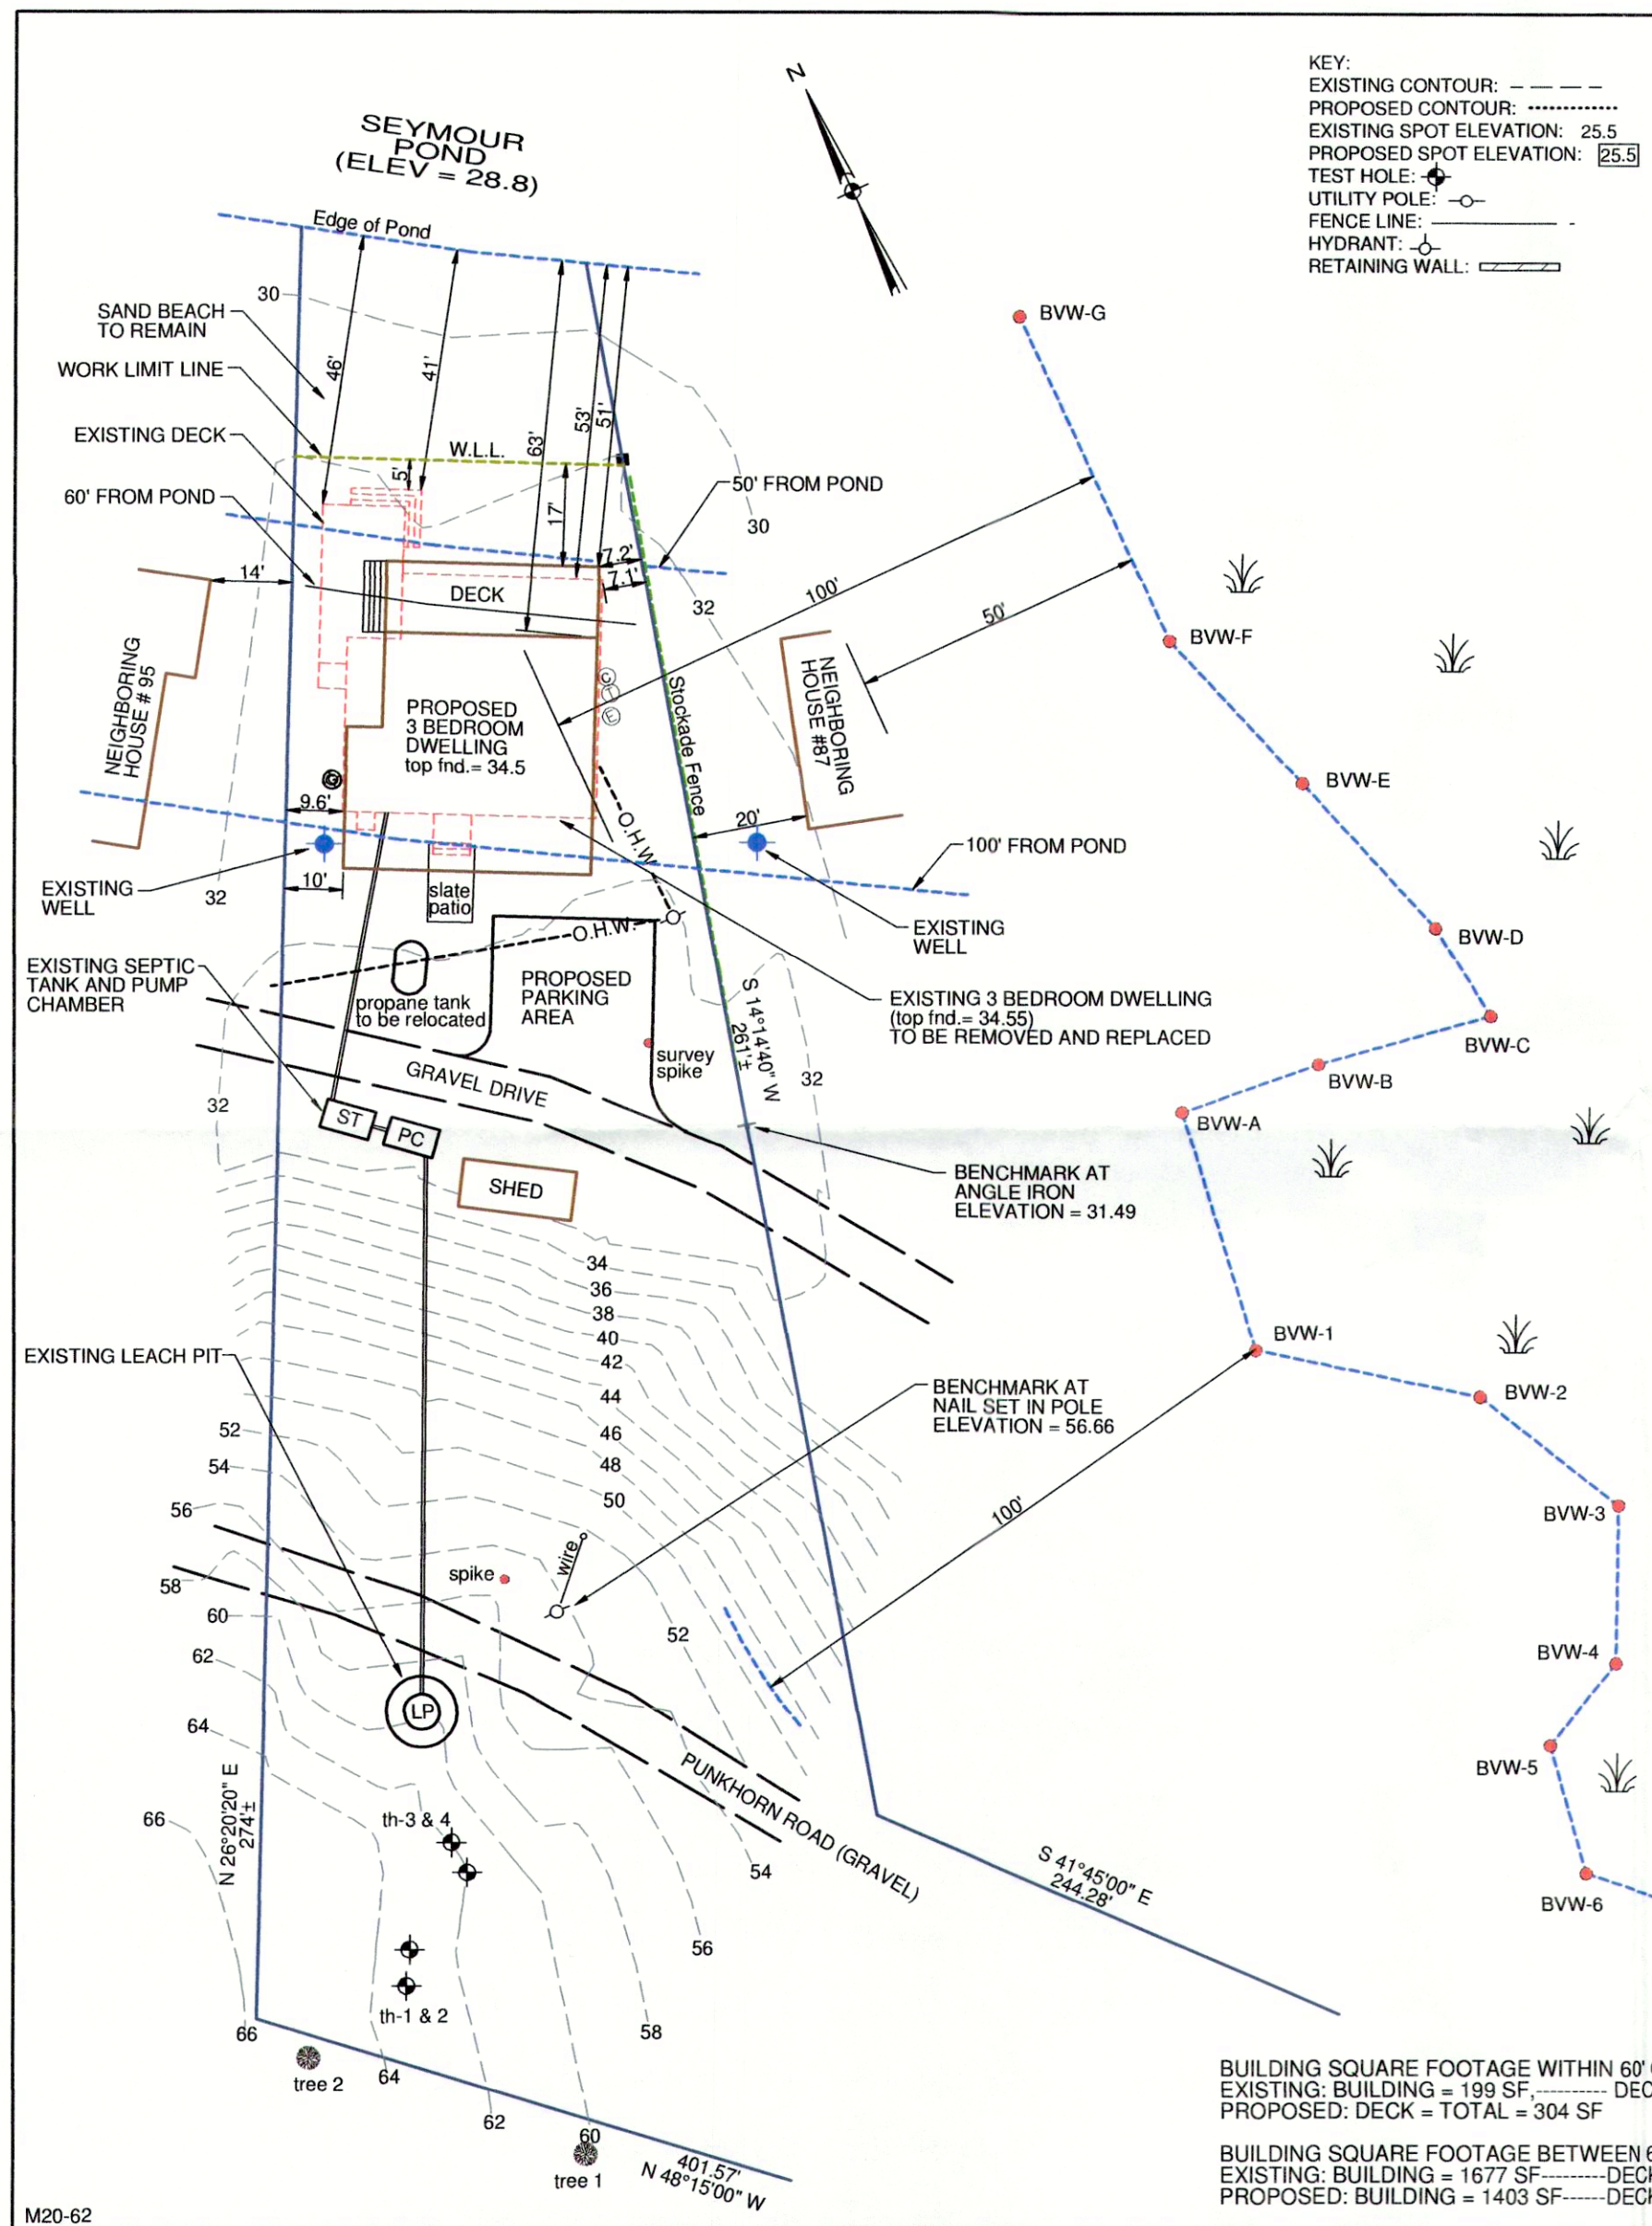 KEY:
EXISTING CONTOUR:
PROPOSED CONTOUR:
EXISTING SPOT ELEVATION: 25.5
PROPOSED SPOT ELEVATION: 25.5
TEST HOLE:
UTILITY POLE:
FENCE LINE:
HYDRANT:
RETAINING WALL:
N
SEYMOUR
POND
(ELEV = 28.8)
Edge of Pond
30
SAND BEACH
TO REMAIN
WORK LIMIT LINE
EXISTING DECK
60' FROM POND
46'
41'
63'
53'
51'
W.L.L.
5'
17'
50' FROM POND
30
7.2'
7.1'
14'
DECK
32
100'
50'
BVW-G
BVW-F
BVW-E
BVW-D
BVW-C
BVW-B
BVW-A
NEIGHBORING
HOUSE # 95
PROPOSED
3 BEDROOM
DWELLING
top fnd.= 34.5
C
T
E
G
Stockade Fence
NEIGHBORING
HOUSE #87
9.6'
O.H.W.
20'
100' FROM POND
EXISTING
WELL
32
10'
slate
patio
O.H.W.
EXISTING
WELL
EXISTING SEPTIC
TANK AND PUMP
CHAMBER
propane tank
to be relocated
PROPOSED
PARKING
AREA
EXISTING 3 BEDROOM DWELLING
(top fnd.= 34.55)
TO BE REMOVED AND REPLACED
S 14°14'40" W
261'±
survey
spike
32
32
GRAVEL DRIVE
ST
PC
SHED
BENCHMARK AT
ANGLE IRON
ELEVATION = 31.49
34
36
38
40
42
44
46
48
50
EXISTING LEACH PIT
52
54
56
58
60
62
64
66
BENCHMARK AT
NAIL SET IN POLE
ELEVATION = 56.66
BVW-1
BVW-2
BVW-3
BVW-4
BVW-5
BVW-6
100'
spike
wire
52
LP
PUNKHORN ROAD (GRAVEL)
N 26°20'20" E
274'±
th-3 & 4
54
56
58
S 41°45'00" E
244.28'
th-1 & 2
66
tree 2
64
62
60
tree 1
401.57'
N 48°15'00" W
BUILDING SQUARE FOOTAGE WITHIN 60'
EXISTING: BUILDING = 199 SF,---------- DEC
PROPOSED: DECK = TOTAL = 304 SF
BUILDING SQUARE FOOTAGE BETWEEN 6
EXISTING: BUILDING = 1677 SF---------DECK
PROPOSED: BUILDING = 1403 SF------DECK
M20-62